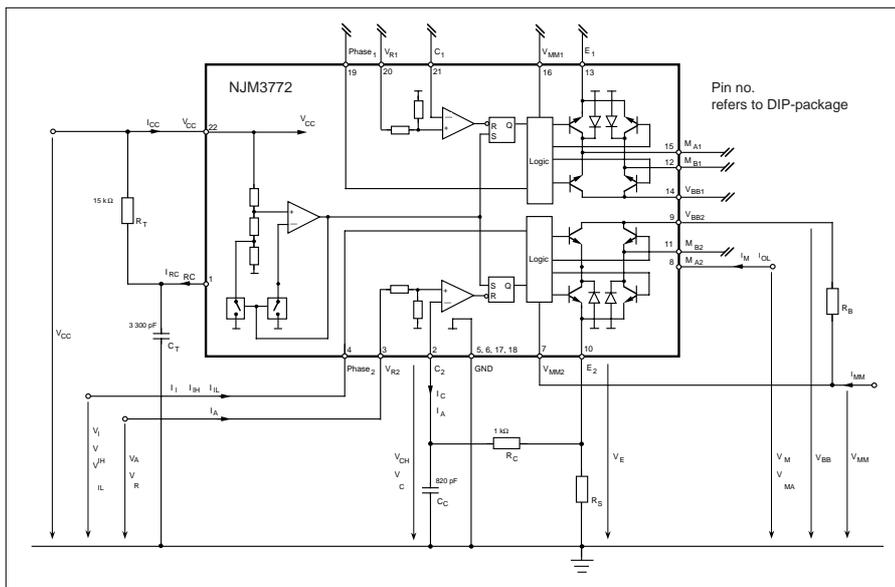 Phase1 VR1 C1 VMM1 E1
19 20 21 16 13
NJM3772
Pin no.
refers to DIP-package
ICC VCC 22 VCC
R Q
S
Logic
15 MA1
12 MB1
14 VBB1
9 VBB2
11 MB2
8 MA2
IM IOL
15 kΩ
RT
+
−
IRC RC 1
S Q
R
Logic
RB
VCC
3 300 pF
CT
4 3 2 5, 6, 17, 18 7 10
Phase2 VR2 C2 GND VMM2 E2
II IIH IIL
IC
IA
IMM
IA
1 kΩ
RC
VI
VIH
IL
VA
VR
VCH
VC
820 pF
CC
RS
VE
VM
VMA
VBB
VMM